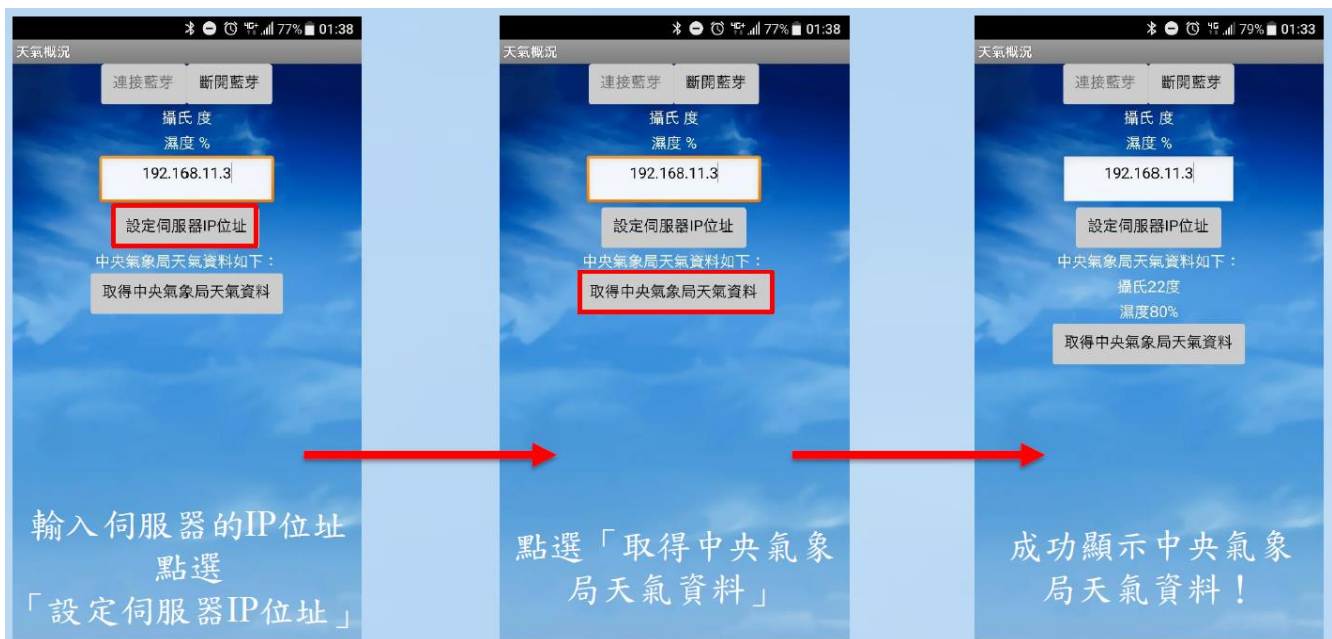 77% 01:38
天氣概況
連接藍芽 斷開藍芽
攝氏 度
濕度 %
192.168.11.3
設定伺服器IP位址
中央氣象局天氣資料如下：
取得中央氣象局天氣資料
輸入伺服器的IP位址
點選
「設定伺服器IP位址」
77% 01:38
天氣概況
連接藍芽 斷開藍芽
攝氏 度
濕度 %
192.168.11.3
設定伺服器IP位址
中央氣象局天氣資料如下：
取得中央氣象局天氣資料
點選「取得中央氣象
局天氣資料」
4G 79% 01:33
天氣概況
連接藍芽 斷開藍芽
攝氏 度
濕度 %
192.168.11.3
設定伺服器IP位址
中央氣象局天氣資料如下：
攝氏22度
濕度80%
取得中央氣象局天氣資料
成功顯示中央氣象
局天氣資料！